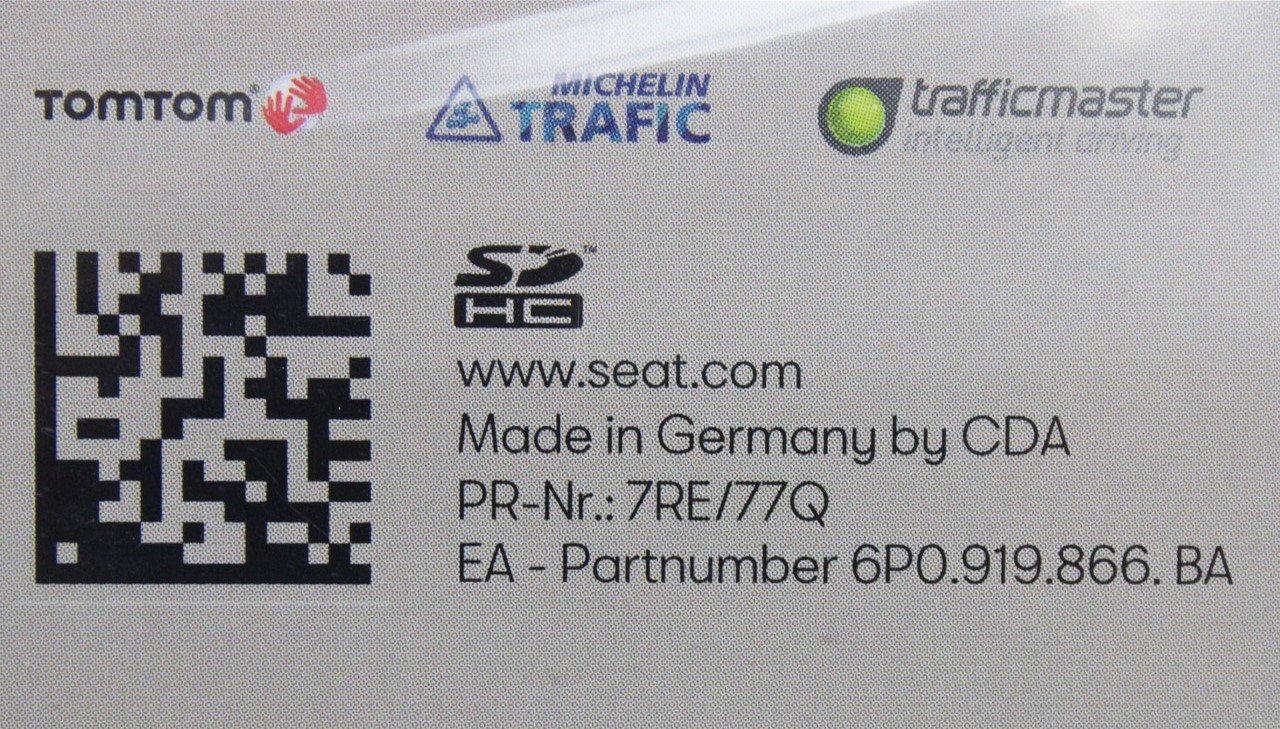 TOMTOM®
MICHELIN
TRAFIC
trafficmaster
intelligent driving
SD™
HC
www.seat.com
Made in Germany by CDA
PR-Nr.: 7RE/77Q
EA - Partnumber 6P0.919.866. BA